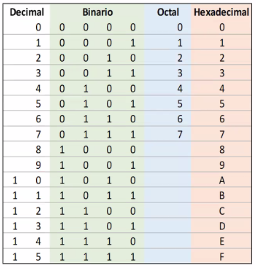 Decimal Binario Octal Hexadecimal
0 0 0 0 0 0 0
1 0 0 0 1 1 1
2 0 0 1 0 2 2
3 0 0 1 1 3 3
4 0 1 0 0 4 4
5 0 1 0 1 5 5
6 0 1 1 0 6 6
7 0 1 1 1 7 7
8 1 0 0 0 8
9 1 0 0 1 9
1 0 1 0 1 0 A
1 1 1 0 1 1 B
1 2 1 1 0 0 C
1 3 1 1 0 1 D
1 4 1 1 1 0 E
1 5 1 1 1 1 F